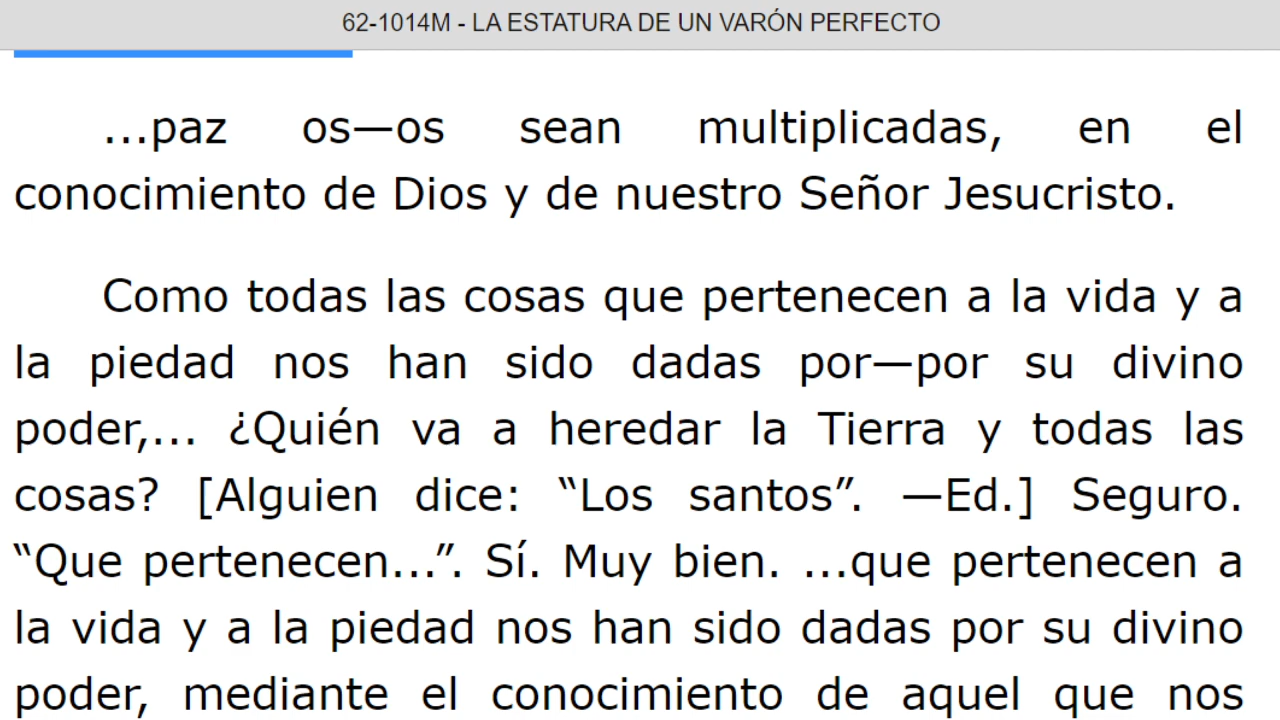 62-1014M - LA ESTATURA DE UN VARÓN PERFECTO
...paz os—os sean multiplicadas, en el
conocimiento de Dios y de nuestro Señor Jesucristo.
Como todas las cosas que pertenecen a la vida y a
la piedad nos han sido dadas por—por su divino
poder,... ¿Quién va a heredar la Tierra y todas las
cosas? [Alguien dice: “Los santos”. —Ed.] Seguro.
“Que pertenecen...”. Sí. Muy bien. ...que pertenecen a
la vida y a la piedad nos han sido dadas por su divino
poder, mediante el conocimiento de aquel que nos